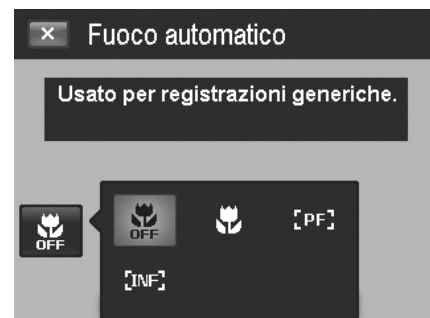 Fuoco automatico
Usato per registrazioni generiche.
OFF
OFF
[PF]
[INF]